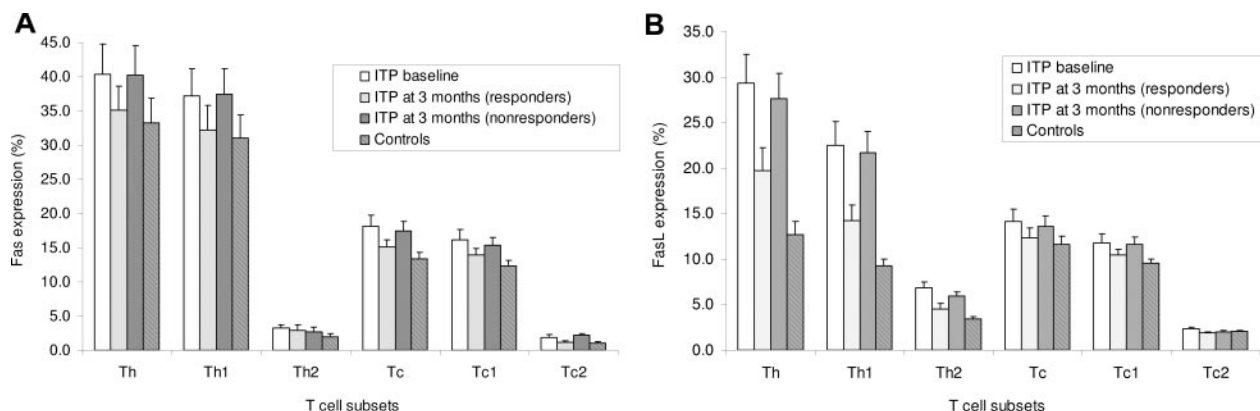 A
45.0
40.0
35.0
30.0
25.0
20.0
15.0
10.0
5.0
0.0
Fas expression (%)
ITP baseline
ITP at 3 months (responders)
ITP at 3 months (nonresponders)
Controls
Th Th1 Th2 Tc Tc1 Tc2
T cell subsets
B
35.0
30.0
25.0
20.0
15.0
10.0
5.0
0.0
FasL expression (%)
ITP baseline
ITP at 3 months (responders)
ITP at 3 months (nonresponders)
Controls
Th Th1 Th2 Tc Tc1 Tc2
T cell subsets